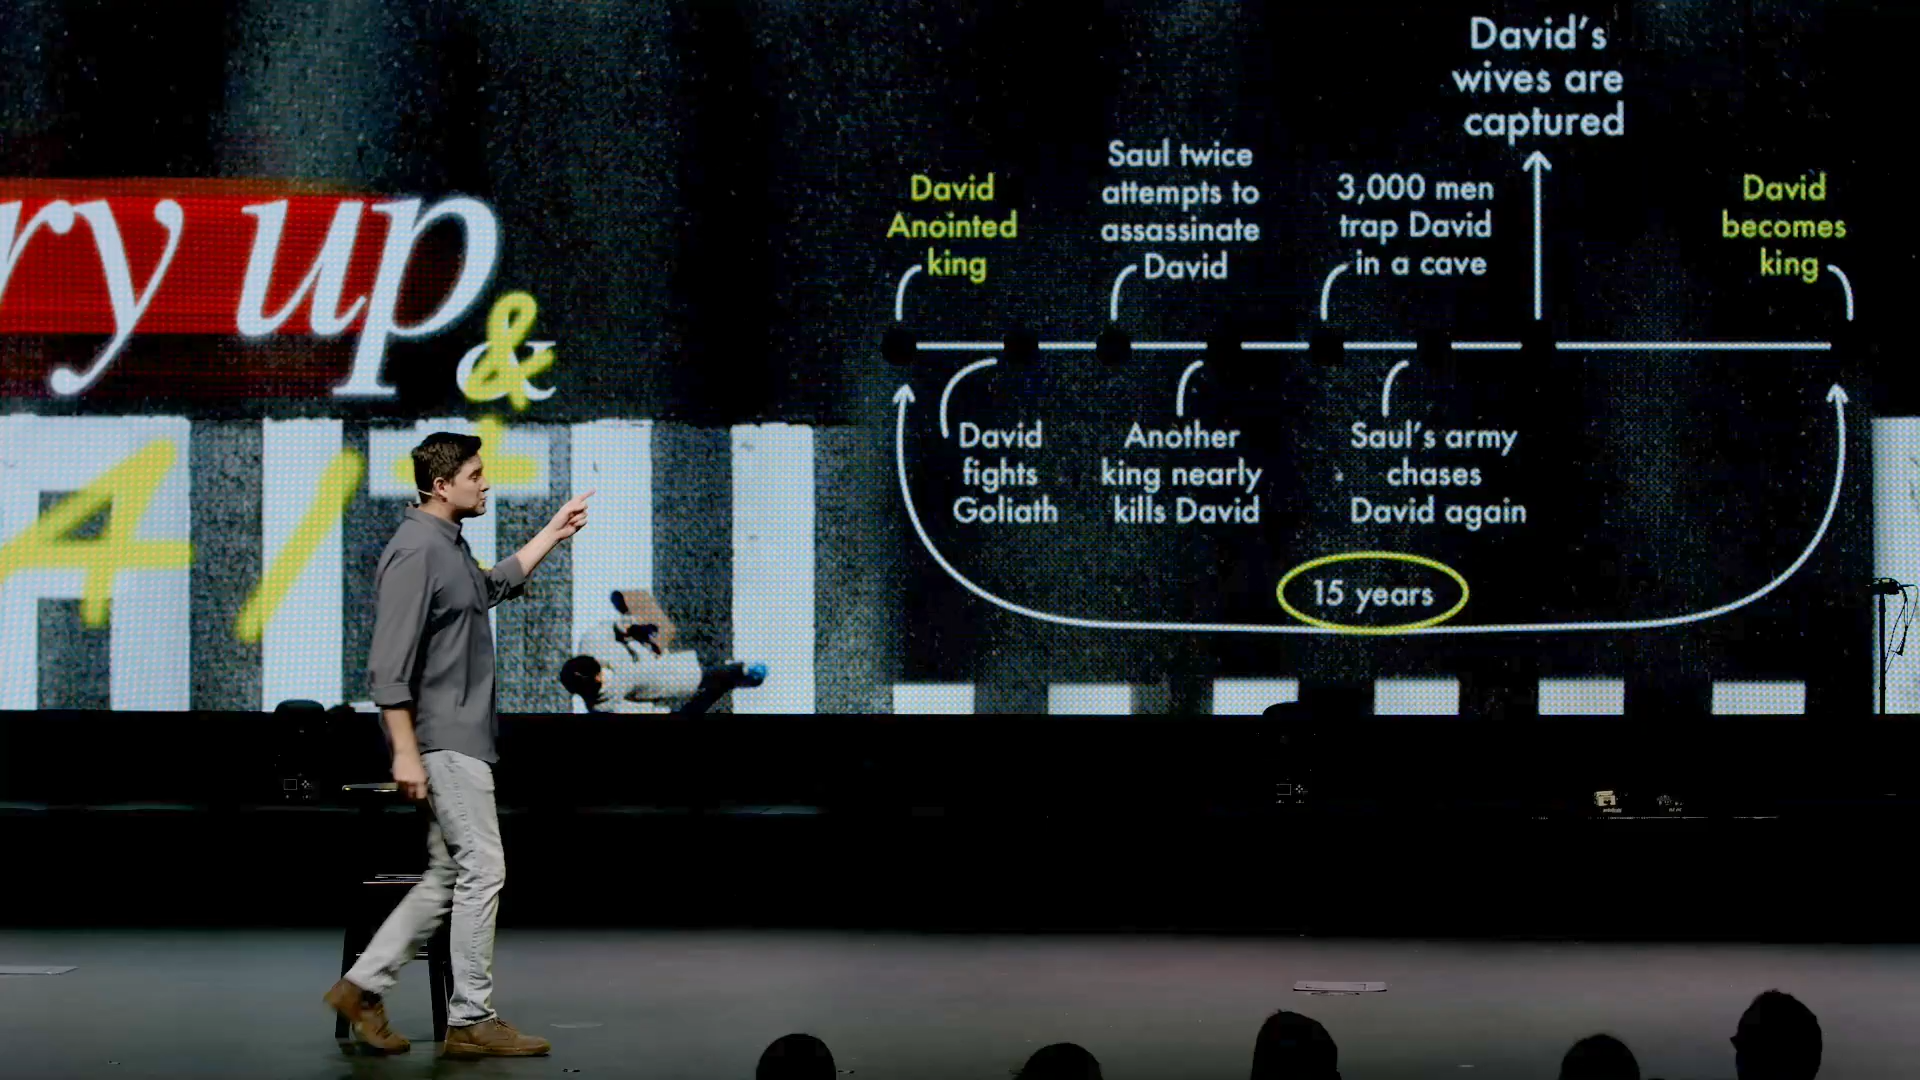 ry up
&
AIT
David's
wives are
captured
David
Anointed
king
Saul twice
attempts to
assassinate
David
3,000 men
trap David
in a cave
David
becomes
king
David
fights
Goliath
Another
king nearly
kills David
Saul's army
chases
David again
15 years